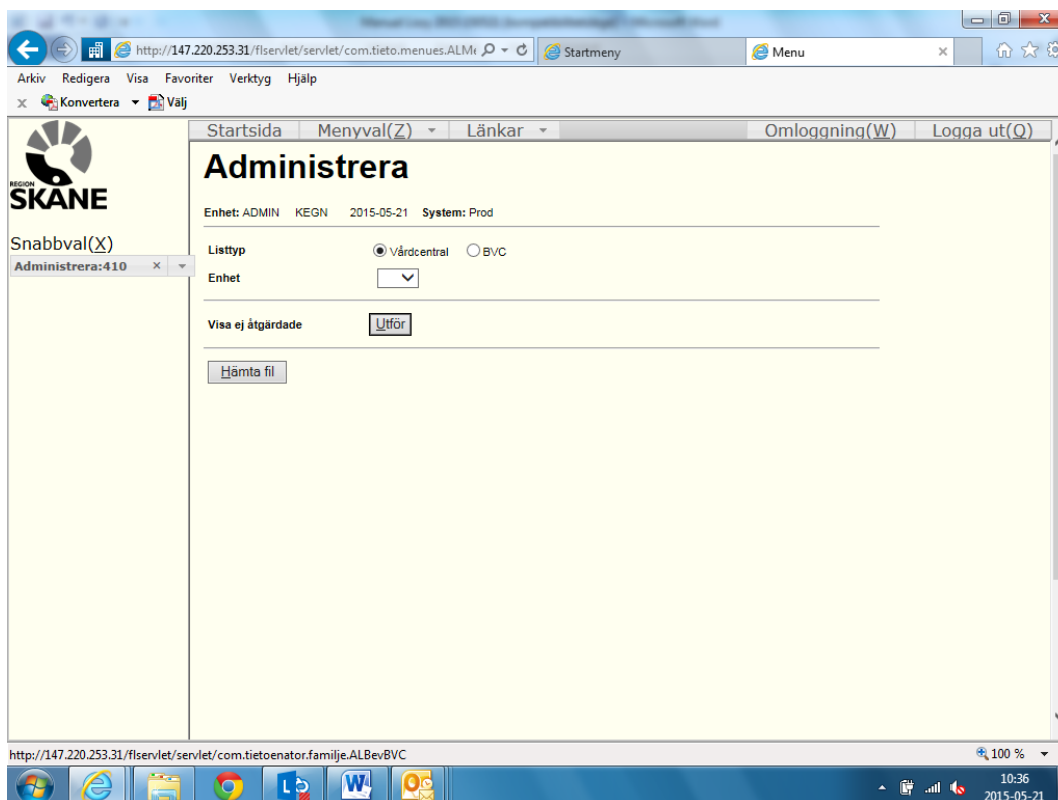 http://147.220.253.31/flservlet/servlet/com.tieto.menues.ALMe
Startmeny
Menu
Arkiv Redigera Visa Favoriter Verktyg Hjälp
x Konvertera Välj
Startsida Menyval(Z) Länkar Omloggning(W) Logga ut(Q)
REGION
SKÅNE
Administrera
Enhet: ADMIN KEGN 2015-05-21 System: Prod
Snabbval(X)
Administrera:410 x
Listtyp Vårdcentral BVC
Enhet
Visa ej åtgärdade Utför
Hämta fil
http://147.220.253.31/flservlet/servlet/com.tietoenator.familje.ALBevBVC
100 %
10:36
2015-05-21